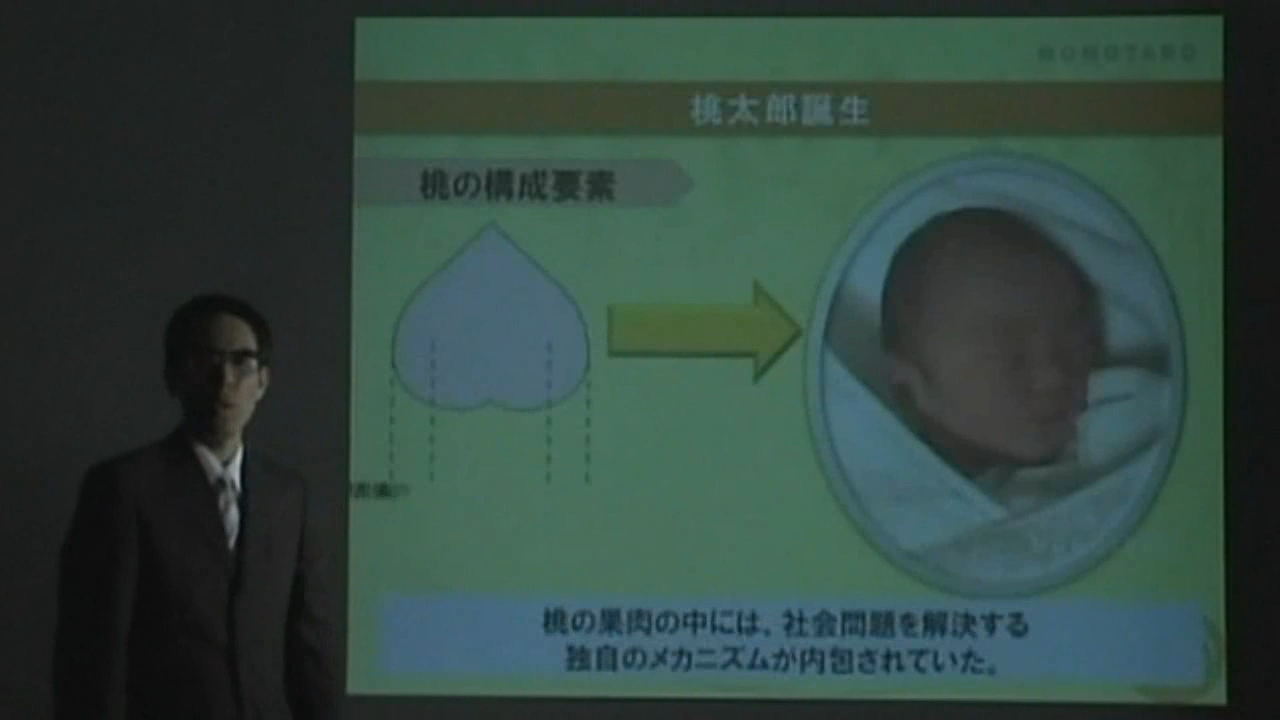 MOMOTARO
桃太郎誕生
桃の構成要素
桃の果肉の中には、社会問題を解決する
独自のメカニズムが内包されていた。